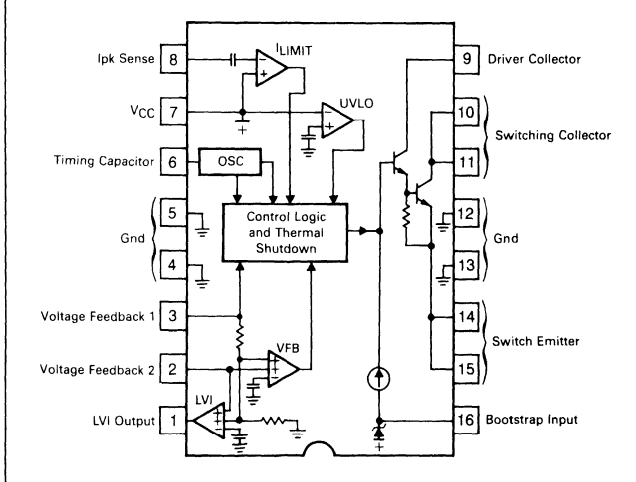 Ipk Sense 8
ILIMIT
9 Driver Collector
VCC 7
UVLO
10
Switching Collector
11
Timing Capacitor 6
OSC
5
Gnd
4
Control Logic
and Thermal
Shutdown
12
Gnd
13
Voltage Feedback 1 3
14
Switch Emitter
15
VFB
Voltage Feedback 2 2
LVI
LVI Output 1
16 Bootstrap Input